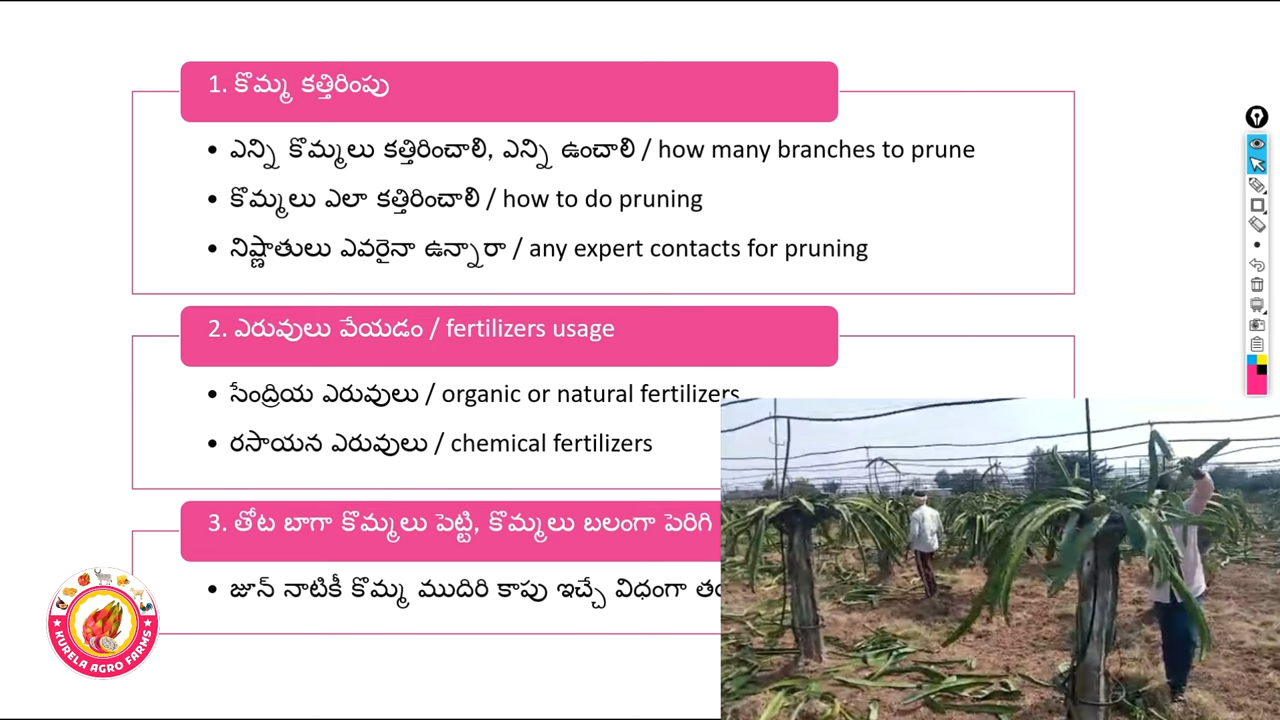 1. కొమ్మ కత్తిరింపు
• ఎన్ని కొమ్మలు కత్తిరించాలి, ఎన్ని ఉంచాలి / how many branches to prune
• కొమ్మలు ఎలా కత్తిరించాలి / how to do pruning
• నిష్ణాతులు ఎవరైనా ఉన్నారా / any expert contacts for pruning
2. ఎరువులు వేయడం / fertilizers usage
• సేంద్రియ ఎరువులు / organic or natural fertilizers
• రసాయన ఎరువులు / chemical fertilizers
3. తోట బాగా కొమ్మలు పెట్టి, కొమ్మలు బలంగా పెరిగి
• జూన్ నాటికీ కొమ్మ ముదిరి కాపు ఇచ్చే విధంగా
KURELA AGRO FARMS